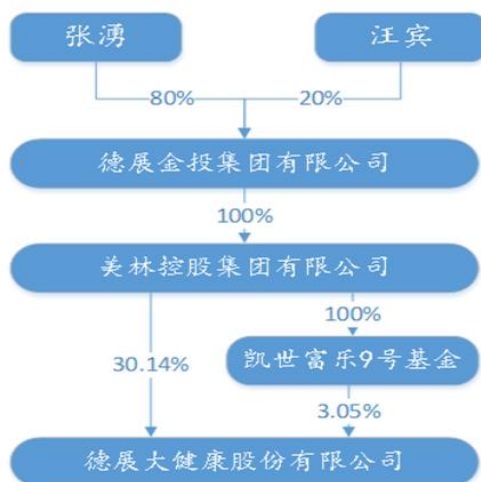 张湧
汪宾
80%
20%
德展金投集团有限公司
100%
美林控股集团有限公司
100%
30.14%
凯世富乐9号基金
3.05%
德展大健康股份有限公司